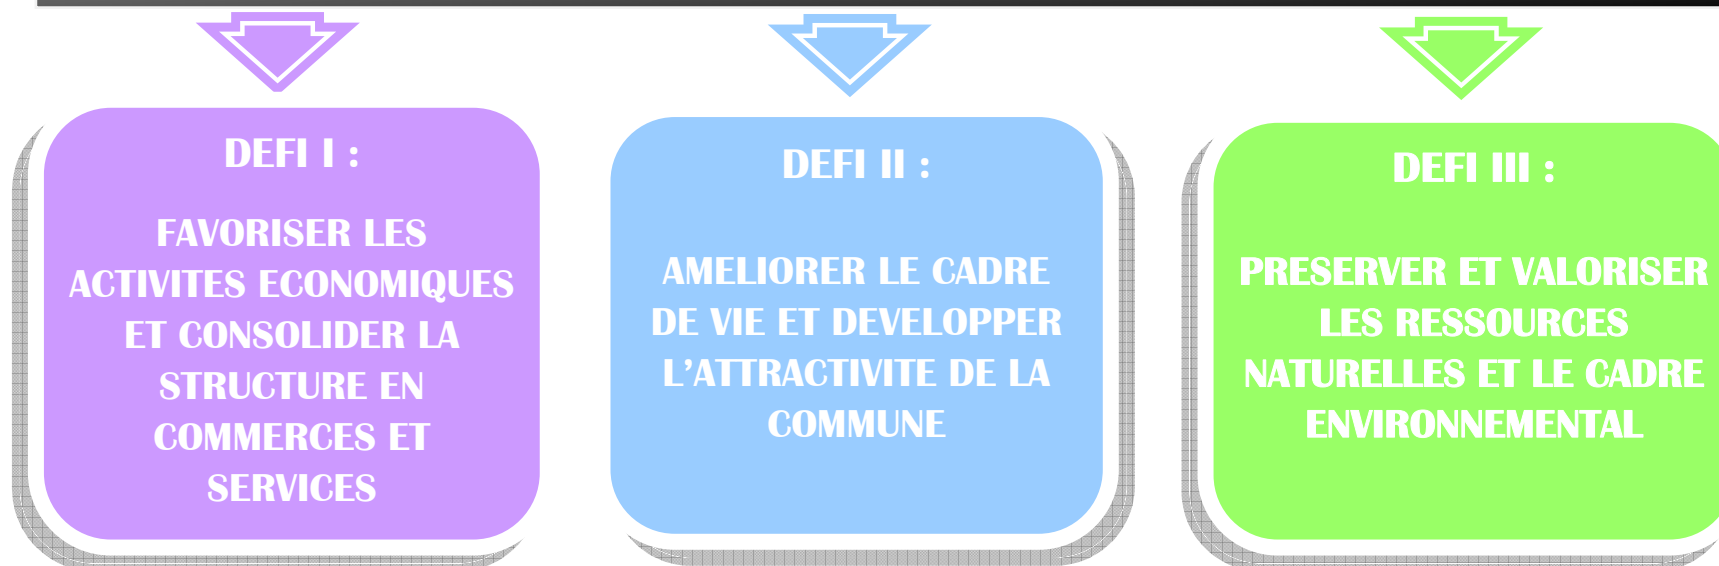 DEFI I :
FAVORISER LES
ACTIVITES ECONOMIQUES
ET CONSOLIDER LA
STRUCTURE EN
COMMERCES ET
SERVICES
DEFI II :
AMELIORER LE CADRE
DE VIE ET DEVELOPPER
L’ATTRACTIVITE DE LA
COMMUNE
DEFI III :
PRESERVER ET VALORISER
LES RESSOURCES
NATURELLES ET LE CADRE
ENVIRONNEMENTAL